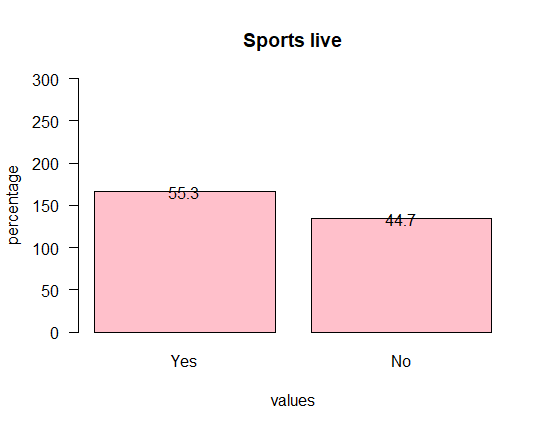 Sports live
300
250
200
150
100
50
0
percentage
55.3
44.7
Yes
No
values